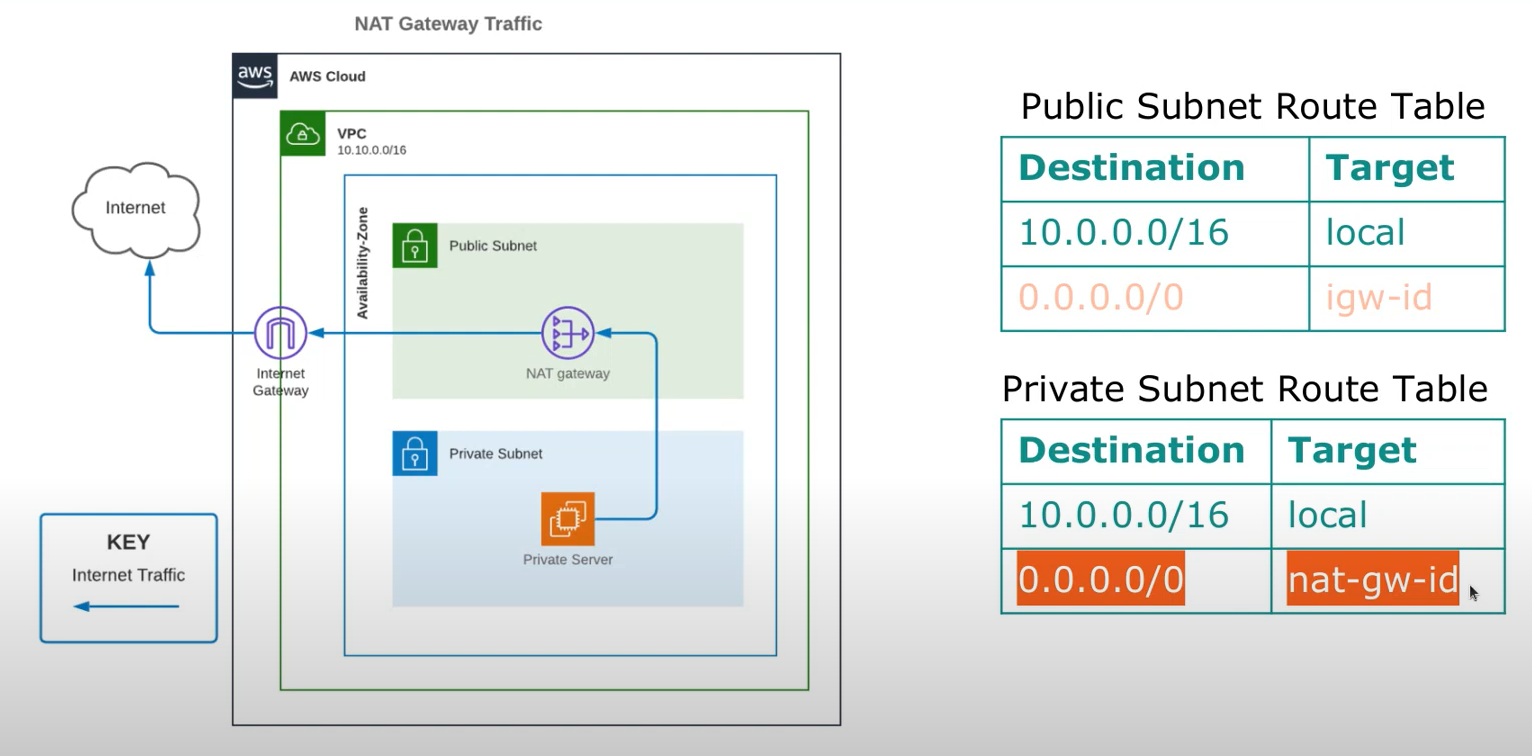 NAT Gateway Traffic
aws
AWS Cloud
VPC
10.10.0.0/16
Internet
Availability-Zone
Public Subnet
NAT gateway
Internet
Gateway
Private Subnet
Private Server
KEY
Internet Traffic
Public Subnet Route Table
Destination Target
10.0.0.0/16 local
0.0.0.0/0 igw-id
Private Subnet Route Table
Destination Target
10.0.0.0/16 local
0.0.0.0/0 nat-gw-id